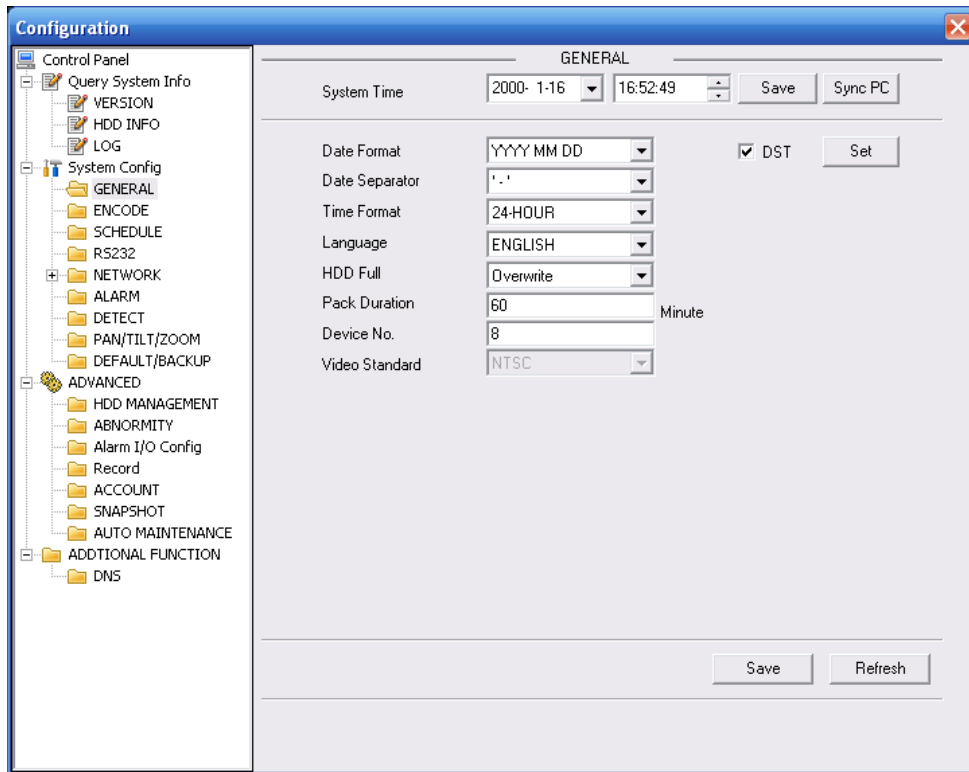 Configuration
Control Panel
Query System Info
VERSION
HDD INFO
LOG
System Config
GENERAL
ENCODE
SCHEDULE
RS232
NETWORK
ALARM
DETECT
PAN/TILT/ZOOM
DEFAULT/BACKUP
ADVANCED
HDD MANAGEMENT
ABNORMITY
Alarm I/O Config
Record
ACCOUNT
SNAPSHOT
AUTO MAINTENANCE
ADDTIONAL FUNCTION
DNS
GENERAL
System Time 2000- 1-16 16:52:49 Save Sync PC
Date Format YYYY MM DD DST Set
Date Separator '-'
Time Format 24-HOUR
Language ENGLISH
HDD Full Overwrite
Pack Duration 60 Minute
Device No. 8
Video Standard NTSC
Save Refresh